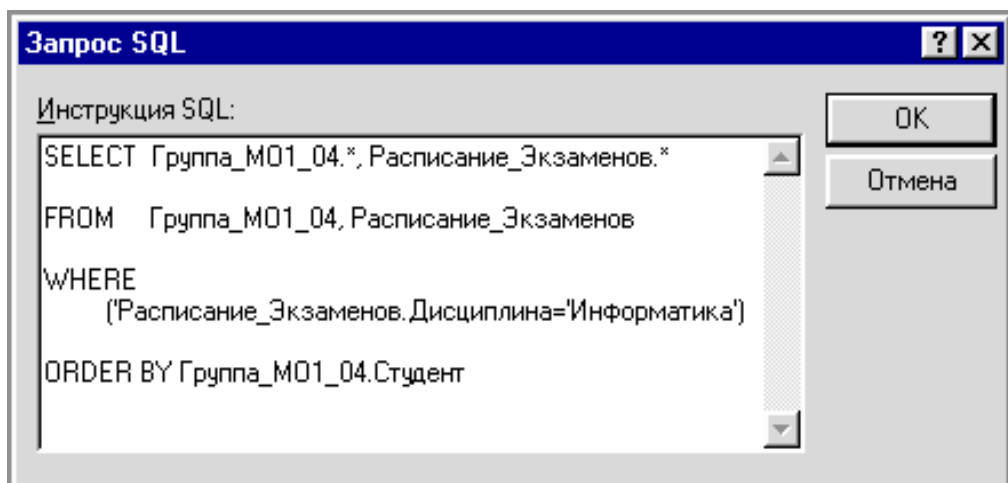 Запрос SQL
Инструкция SQL:
OK
Отмена
SELECT Группа_МО1_04.*, Расписание_Экзаменов.*
FROM Группа_МО1_04, Расписание_Экзаменов
WHERE
('Расписание_Экзаменов.Дисциплина='Информатика')
ORDER BY Группа_МО1_04.Студент